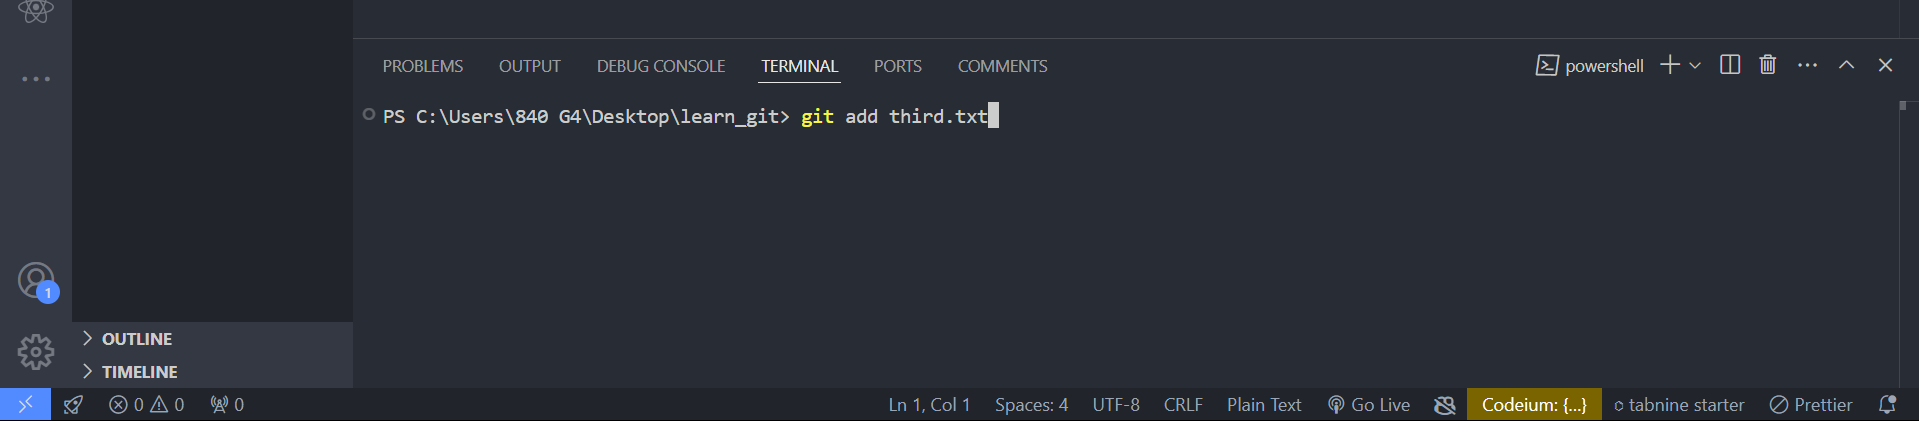 PROBLEMS OUTPUT DEBUG CONSOLE TERMINAL PORTS COMMENTS powershell
PS C:\Users\840 G4\Desktop\learn_git> git add third.txt
1
OUTLINE
TIMELINE
0 0 0 Ln 1, Col 1 Spaces: 4 UTF-8 CRLF Plain Text Go Live Codeium: {...} tabnine starter Prettier